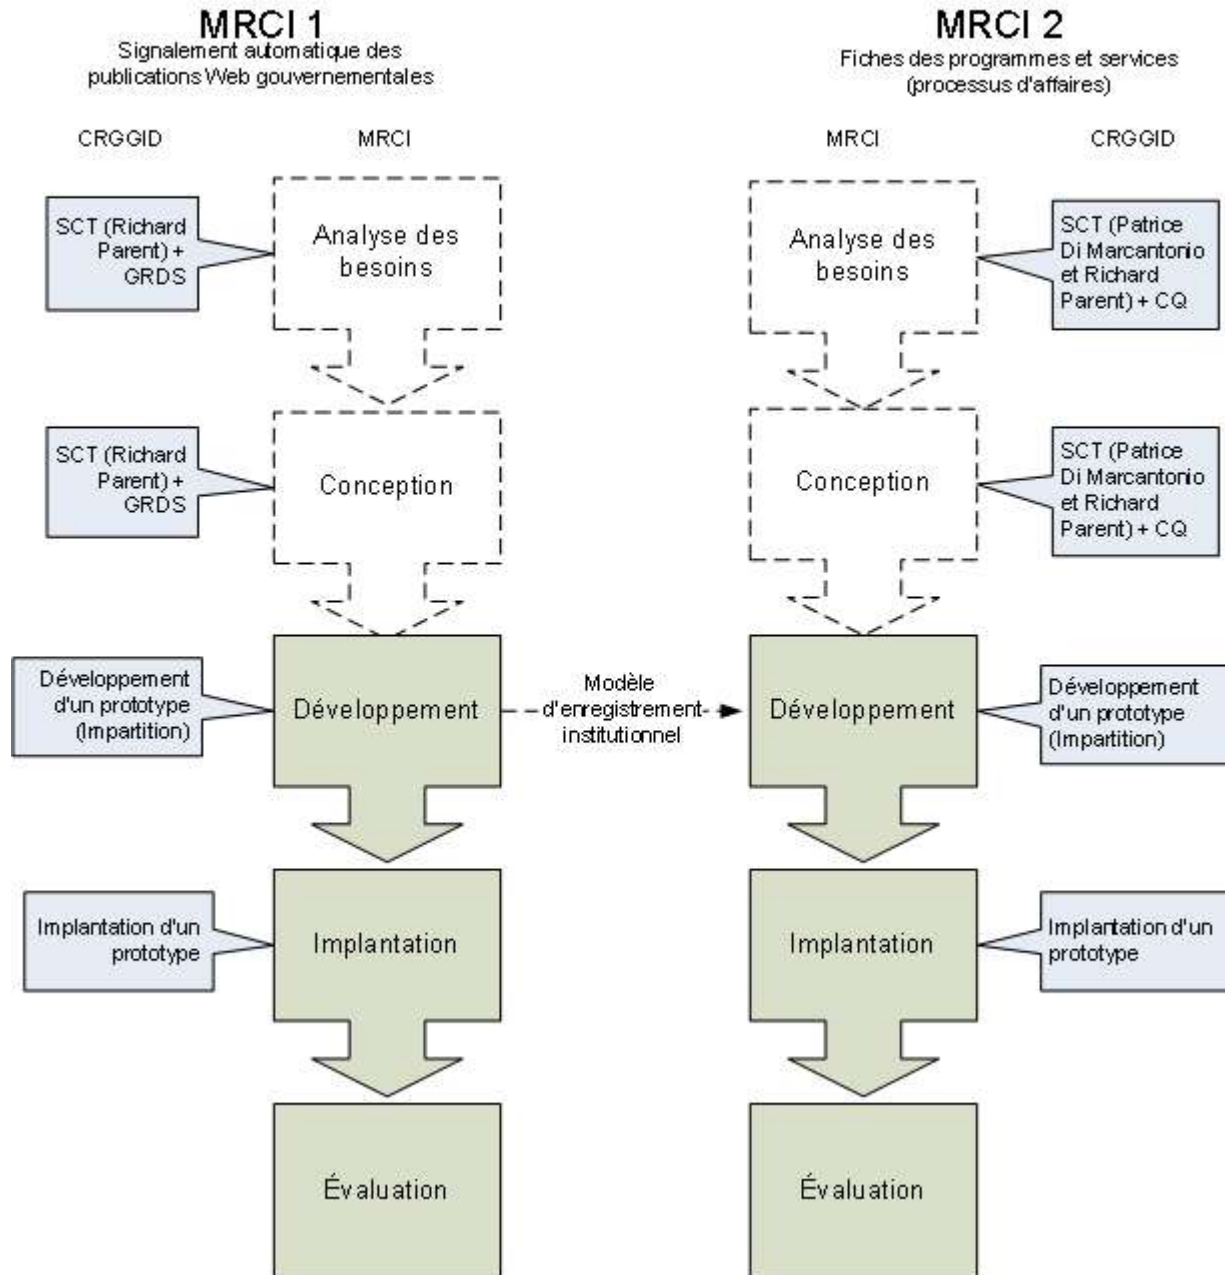 MRCI 1
Signalement automatique des
publications Web gouvernementales
MRCI 2
Fiches des programmes et services
(processus d'affaires)
CRGGID
MRCI
MRCI
CRGGID
SCT (Richard
Parent) +
GRDS
Analyse des
besoins
Analyse des
besoins
SCT (Patrice
Di Marcantonio
et Richard
Parent) + CQ
SCT (Richard
Parent) +
GRDS
Conception
Conception
SCT (Patrice
Di Marcantonio
et Richard
Parent) + CQ
Développement
d'un prototype
(Impartition)
Développement
Modèle
d'enregistrement
institutionnel
Développement
Développement
d'un prototype
(Impartition)
Implantation d'un
prototype
Implantation
Implantation
Implantation d'un
prototype
Évaluation
Évaluation